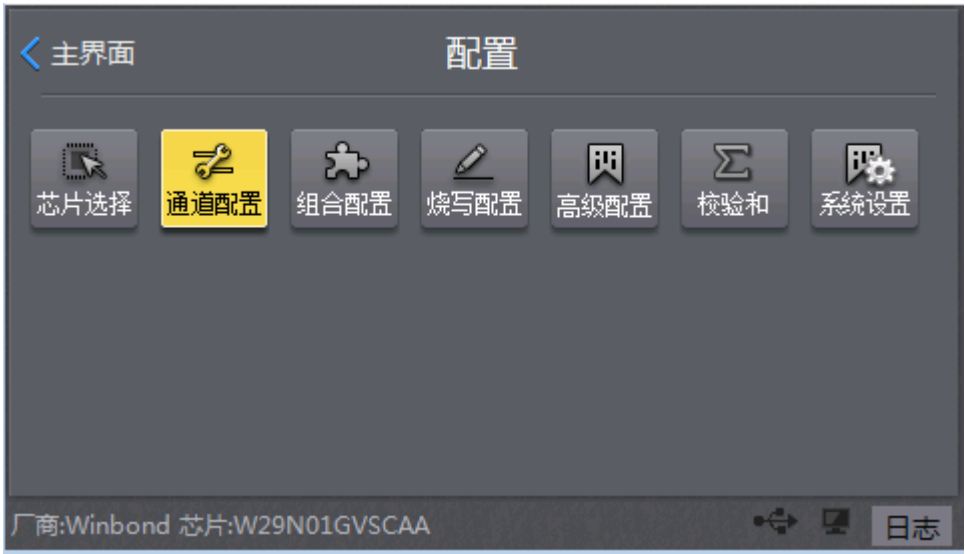 主界面
配置
芯片选择
通道配置
组合配置
烧写配置
高级配置
校验和
系统设置
厂商:Winbond 芯片:W29N01GVSCAA
日志